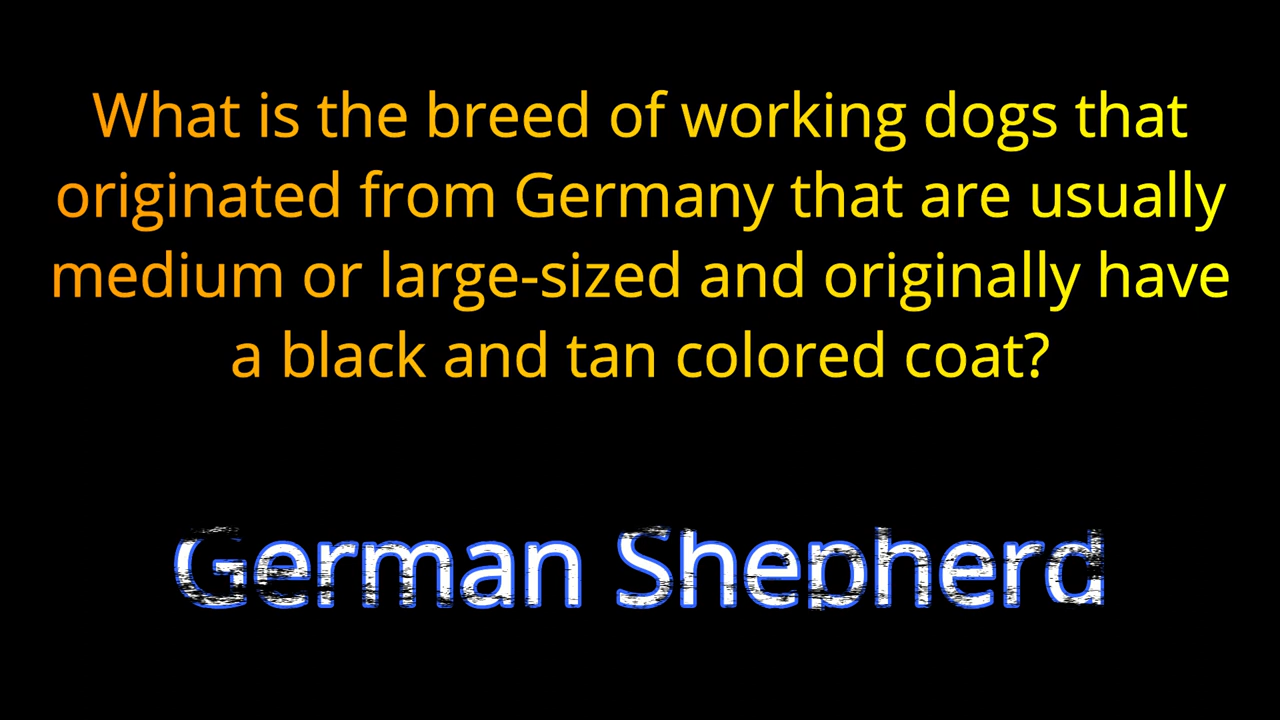 What is the breed of working dogs that
originated from Germany that are usually
medium or large-sized and originally have
a black and tan colored coat?
German Shepherd